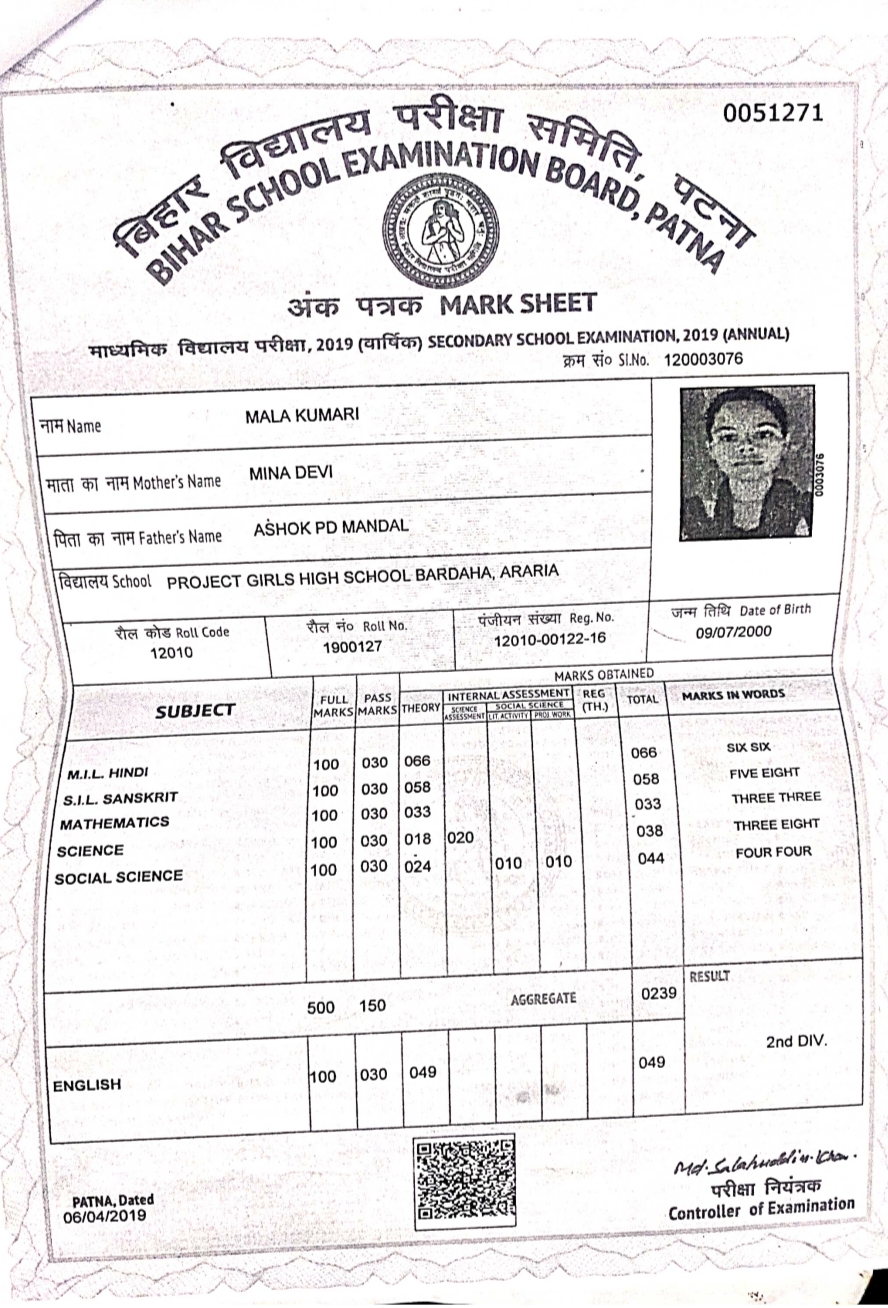 0051271
बिहार विद्यालय परीक्षा समिति, पटना
BIHAR SCHOOL EXAMINATION BOARD, PATNA
अंक पत्रक MARK SHEET
माध्यमिक विद्यालय परीक्षा, 2019 (वार्षिक) SECONDARY SCHOOL EXAMINATION, 2019 (ANNUAL)
क्रम सं० Sl.No. 120003076
नाम Name MALA KUMARI
0003076
माता का नाम Mother's Name MINA DEVI
पिता का नाम Father's Name ASHOK PD MANDAL
विद्यालय School PROJECT GIRLS HIGH SCHOOL BARDAHA, ARARIA
रौल कोड Roll Code रौल नं० Roll No. पंजीयन संख्या Reg. No. जन्म तिथि Date of Birth
12010 1900127 12010-00122-16 09/07/2000
MARKS OBTAINED
SUBJECT FULL MARKS PASS MARKS THEORY INTERNAL ASSESSMENT REG (TH.) TOTAL MARKS IN WORDS
SCIENCE ASSESSMENT SOCIAL SCIENCE
LIT. ACTIVITY PROJ. WORK
M.I.L. HINDI 100 030 066 066 SIX SIX
S.I.L. SANSKRIT 100 030 058 058 FIVE EIGHT
MATHEMATICS 100 030 033 033 THREE THREE
SCIENCE 100 030 018 020 038 THREE EIGHT
SOCIAL SCIENCE 100 030 024 010 010 044 FOUR FOUR
500 150 AGGREGATE 0239 RESULT
2nd DIV.
ENGLISH 100 030 049 049
Md. Salahuddin Khan.
PATNA, Dated
06/04/2019
परीक्षा नियंत्रक
Controller of Examination